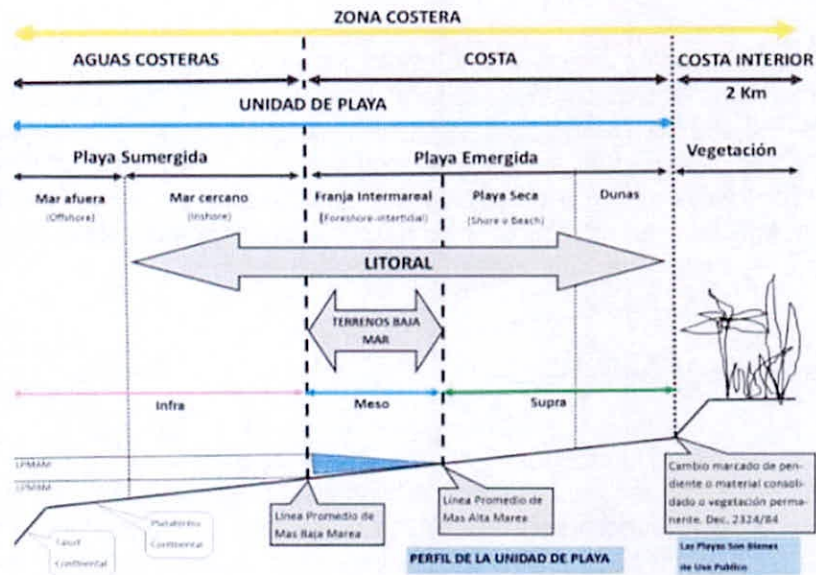 ZONA COSTERA
AGUAS COSTERAS
COSTA
COSTA INTERIOR
2 Km
UNIDAD DE PLAYA
Playa Sumergida
Playa Emergida
Vegetación
Mar afuera
(Offshore)
Mar cercano
(Inshore)
Franja Intermareal
(Foreshore-intertidial)
Playa Seca
(Shore o Beach)
Dunas
LITORAL
TERRENOS BAJA
MAR
Infra
Meso
Supra
Línea Promedio de
Mas Baja Marea
Línea Promedio de
Mas Alta Marea
Cambio marcado de pen-
diente o material consoli-
dado o vegetación perma-
nente. Dec. 2324/84
Talud
Continental
Plataforma
Continental
PERFIL DE LA UNIDAD DE PLAYA
Las Playas Son Bienes
de Uso Publico